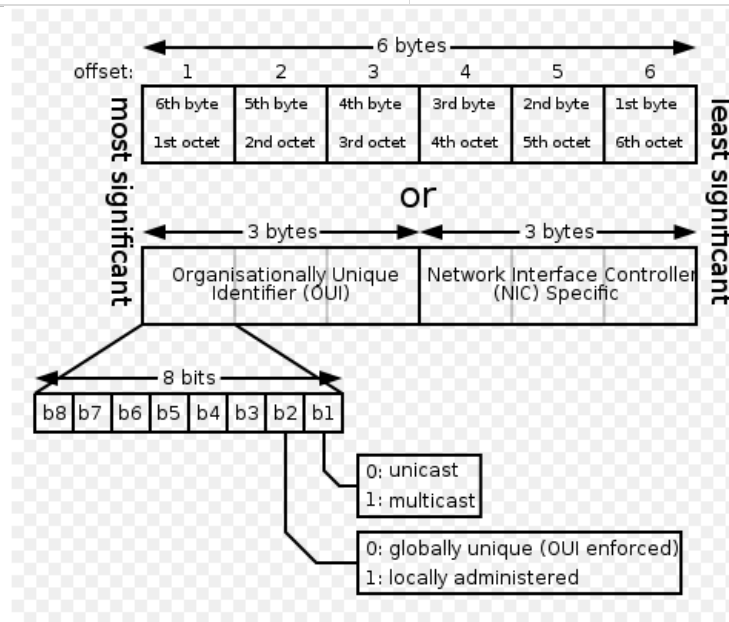 6 bytes
offset: 1 2 3 4 5 6
6th byte 5th byte 4th byte 3rd byte 2nd byte 1st byte
1st octet 2nd octet 3rd octet 4th octet 5th octet 6th octet
most significant
least significant
or
3 bytes 3 bytes
Organisationally Unique
Identifier (OUI)
Network Interface Controller
(NIC) Specific
8 bits
b8 b7 b6 b5 b4 b3 b2 b1
0: unicast
1: multicast
0: globally unique (OUI enforced)
1: locally administered